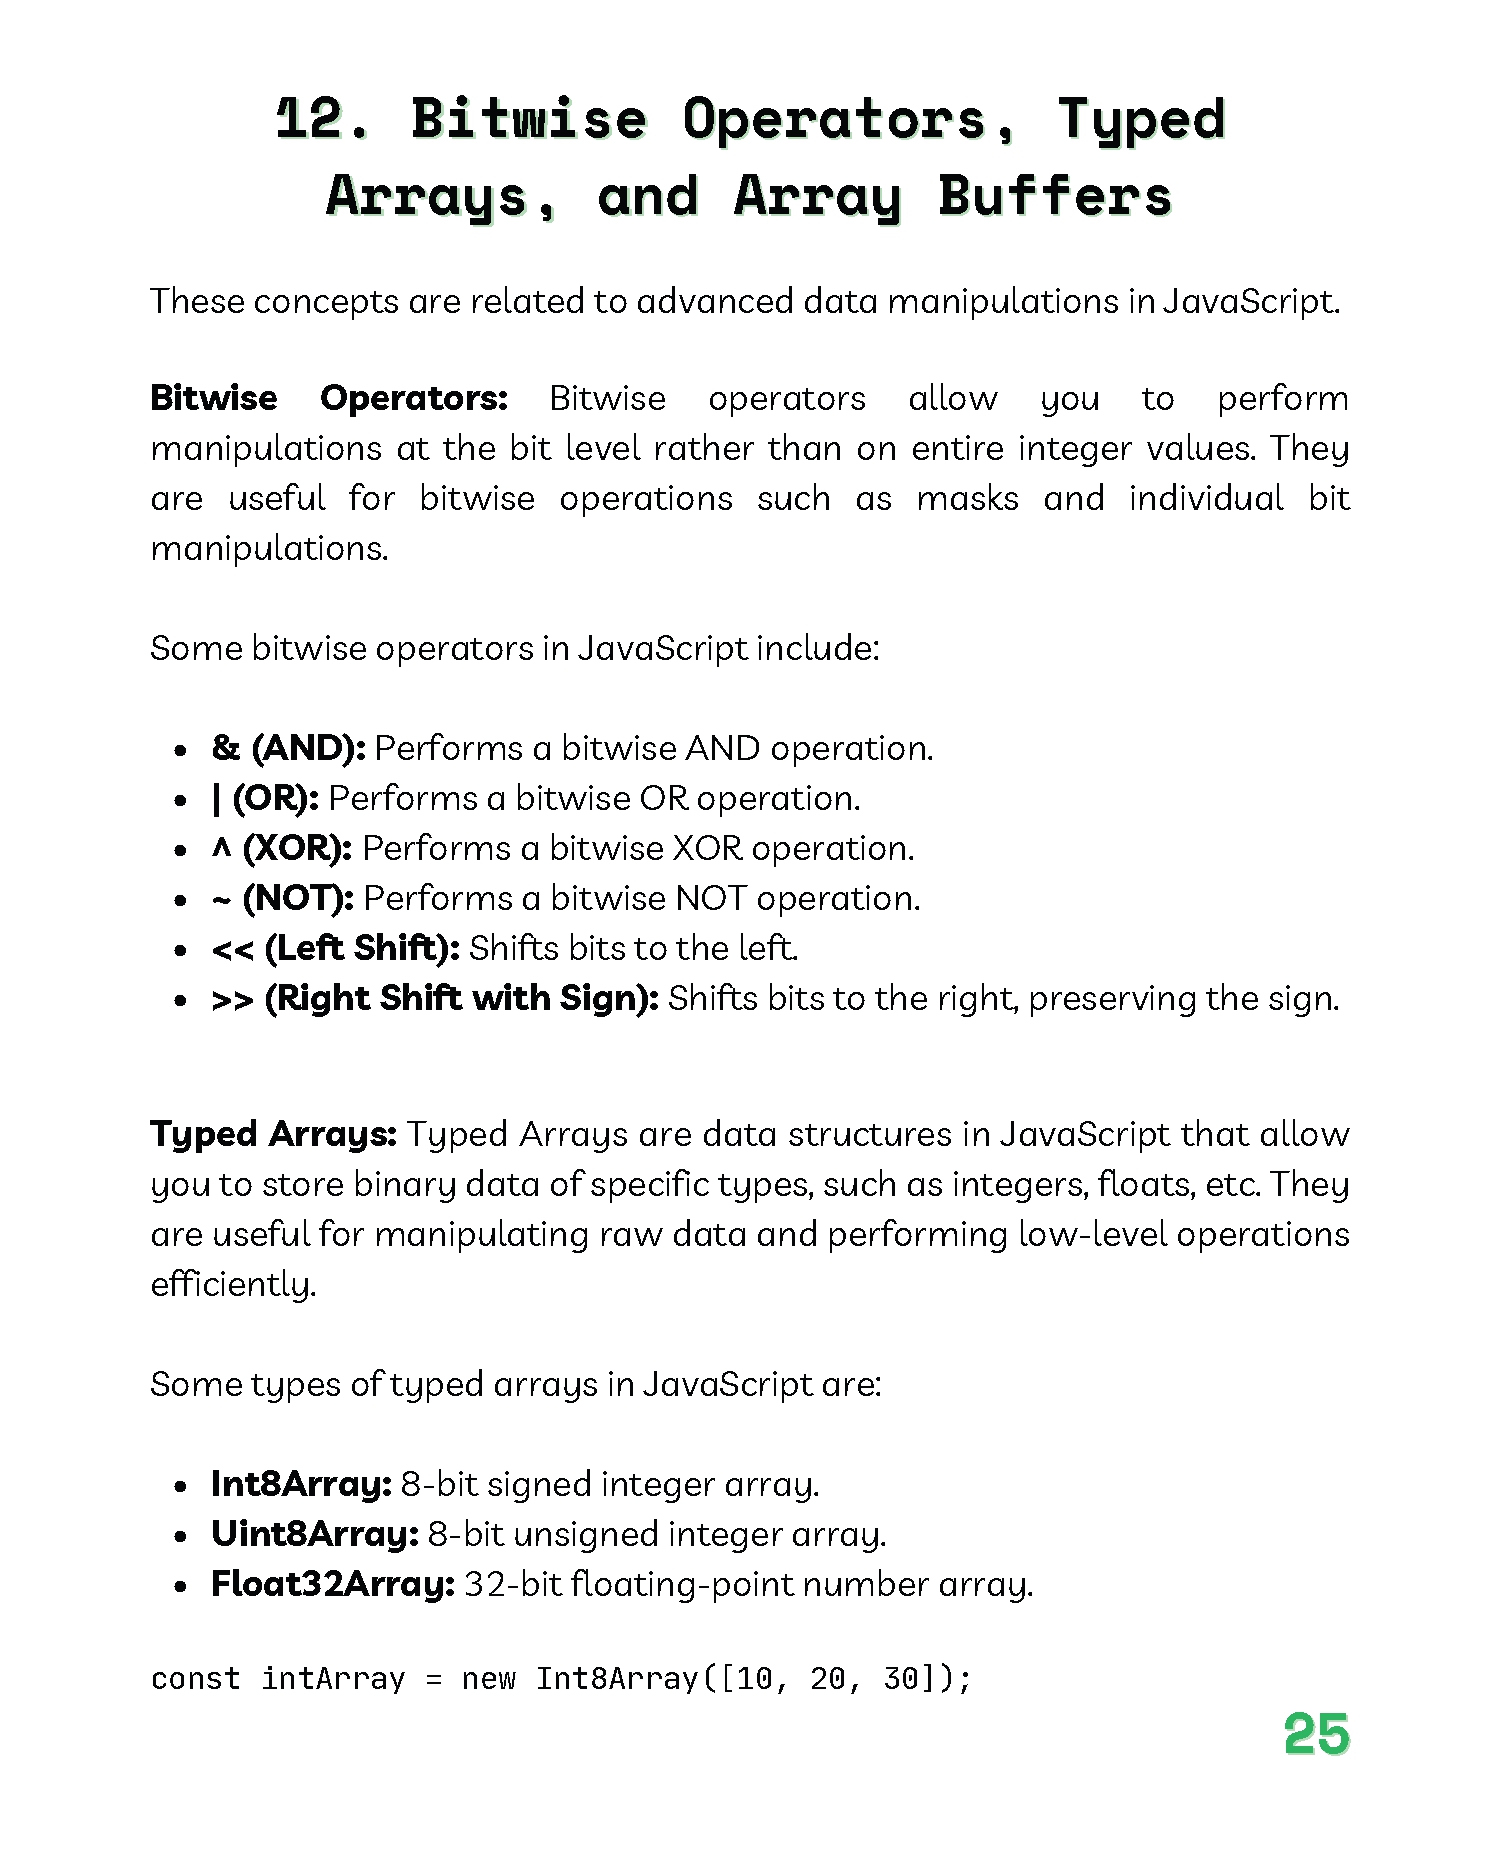 12. Bitwise Operators, Typed
Arrays, and Array Buffers
These concepts are related to advanced data manipulations in JavaScript.
Bitwise Operators: Bitwise operators allow you to perform
manipulations at the bit level rather than on entire integer values. They
are useful for bitwise operations such as masks and individual bit
manipulations.
Some bitwise operators in JavaScript include:
• & (AND): Performs a bitwise AND operation.
• | (OR): Performs a bitwise OR operation.
• ^ (XOR): Performs a bitwise XOR operation.
• ~ (NOT): Performs a bitwise NOT operation.
• << (Left Shift): Shifts bits to the left.
• >> (Right Shift with Sign): Shifts bits to the right, preserving the sign.
Typed Arrays: Typed Arrays are data structures in JavaScript that allow
you to store binary data of specific types, such as integers, floats, etc. They
are useful for manipulating raw data and performing low-level operations
efficiently.
Some types of typed arrays in JavaScript are:
• Int8Array: 8-bit signed integer array.
• Uint8Array: 8-bit unsigned integer array.
• Float32Array: 32-bit floating-point number array.
const intArray = new Int8Array([10, 20, 30]);
25